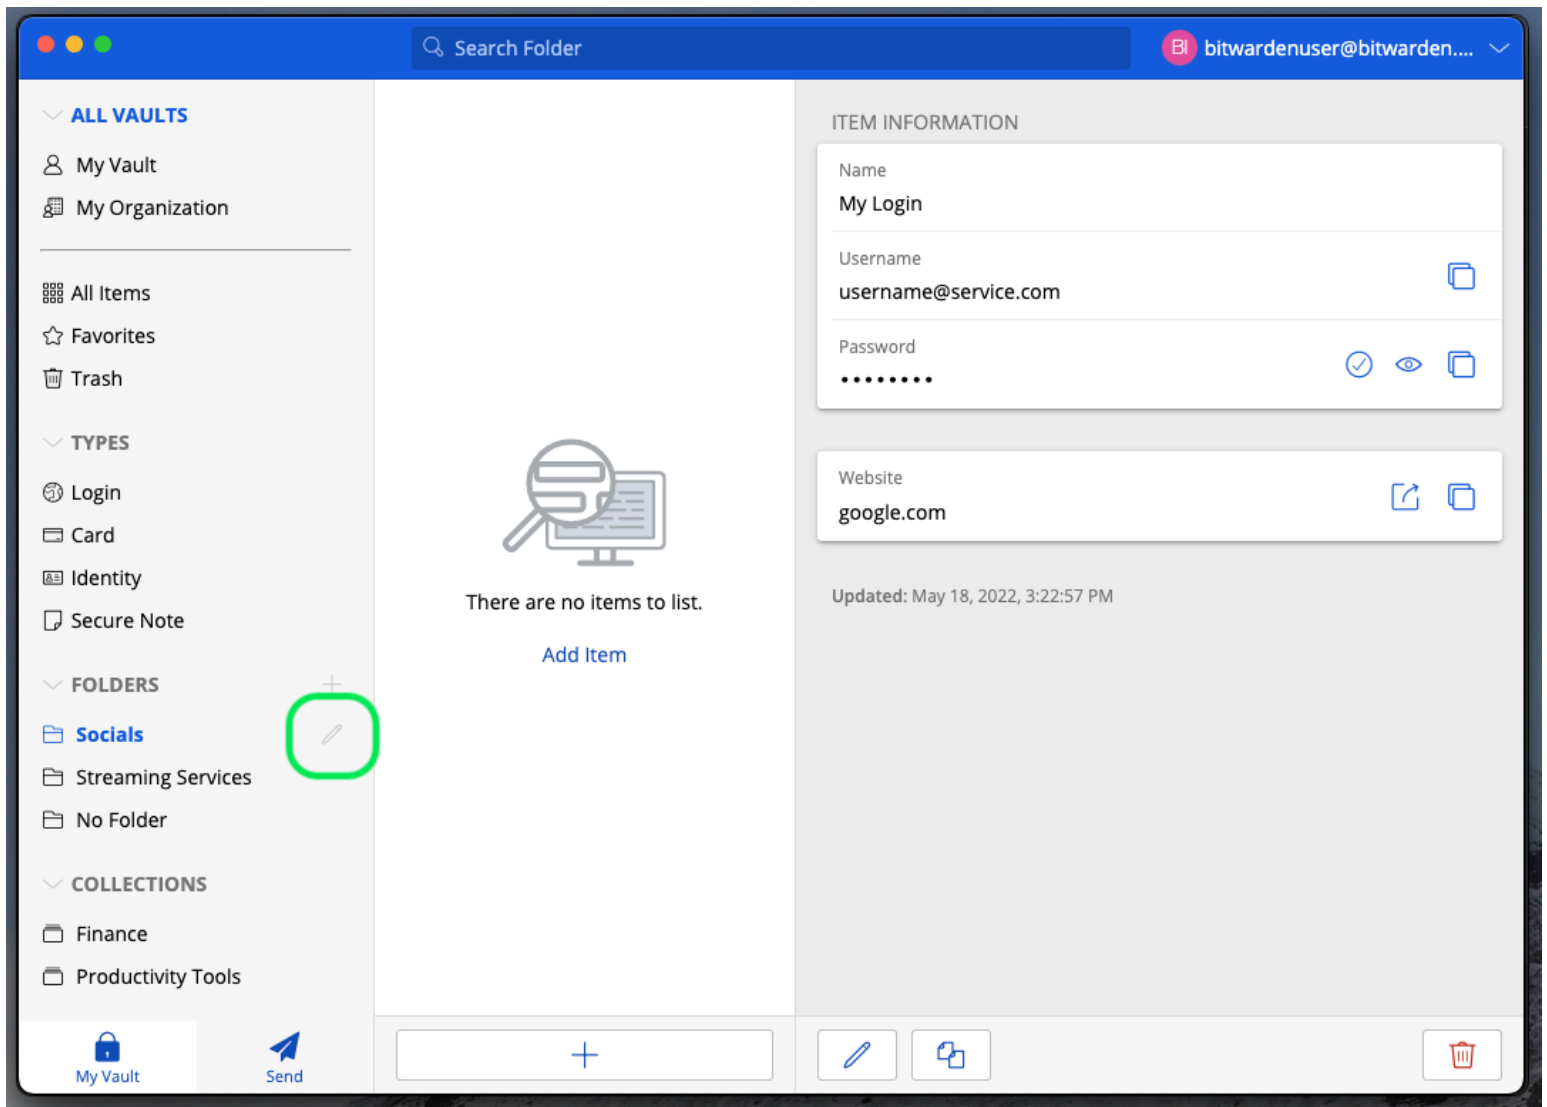 Search Folder
BI bitwardenuser@bitwarden....
ALL VAULTS
My Vault
My Organization
All Items
Favorites
Trash
TYPES
Login
Card
Identity
Secure Note
FOLDERS
Socials
Streaming Services
No Folder
COLLECTIONS
Finance
Productivity Tools
My Vault
Send
There are no items to list.
Add Item
ITEM INFORMATION
Name
My Login
Username
username@service.com
Password
••••••••
Website
google.com
Updated: May 18, 2022, 3:22:57 PM